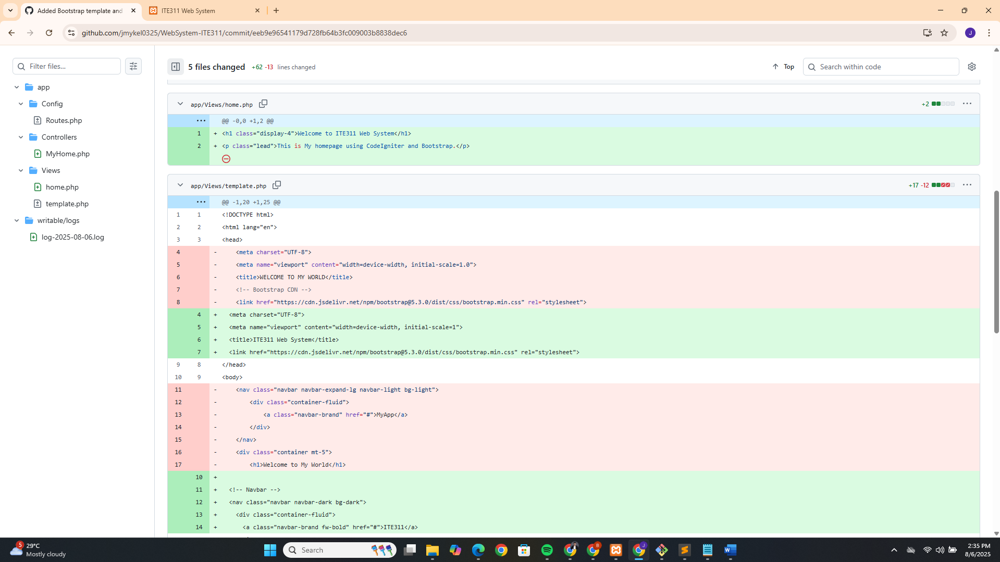 Added Bootstrap template and
ITE311 Web System
github.com/jmykel0325/WebSystem-ITE311/commit/eeb9e96541179d728fb64b3fc009003b8838dec6
J
Filter files...
app
Config
Routes.php
Controllers
MyHome.php
Views
home.php
template.php
writable/logs
log-2025-08-06.log
5 files changed +62 -13 lines changed
Top
Search within code
app/Views/home.php
+2
@@ -0,0 +1,2 @@
1 + <h1 class="display-4">Welcome to ITE311 Web System</h1>
2 + <p class="lead">This is My homepage using CodeIgniter and Bootstrap.</p>
app/Views/template.php
+17 -12
@@ -1,20 +1,25 @@
1 1 <!DOCTYPE html>
2 2 <html lang="en">
3 3 <head>
4 - <meta charset="UTF-8">
5 - <meta name="viewport" content="width=device-width, initial-scale=1.0">
6 - <title>WELCOME TO MY WORLD</title>
7 - <!-- Bootstrap CDN -->
8 - <link href="https://cdn.jsdelivr.net/npm/bootstrap@5.3.0/dist/css/bootstrap.min.css" rel="stylesheet">
4 + <meta charset="UTF-8">
5 + <meta name="viewport" content="width=device-width, initial-scale=1">
6 + <title>ITE311 Web System</title>
7 + <link href="https://cdn.jsdelivr.net/npm/bootstrap@5.3.0/dist/css/bootstrap.min.css" rel="stylesheet">
9 8 </head>
10 9 <body>
11 - <nav class="navbar navbar-expand-lg navbar-light bg-light">
12 - <div class="container-fluid">
13 - <a class="navbar-brand" href="#">MyApp</a>
14 - </div>
15 - </nav>
16 - <div class="container mt-5">
17 - <h1>Welcome to My World</h1>
10 +
11 + <!-- Navbar -->
12 + <nav class="navbar navbar-dark bg-dark">
13 + <div class="container-fluid">
14 + <a class="navbar-brand fw-bold" href="#">ITE311</a>
5
29°C
Mostly cloudy
Search
B
J
W
2:35 PM
8/6/2025